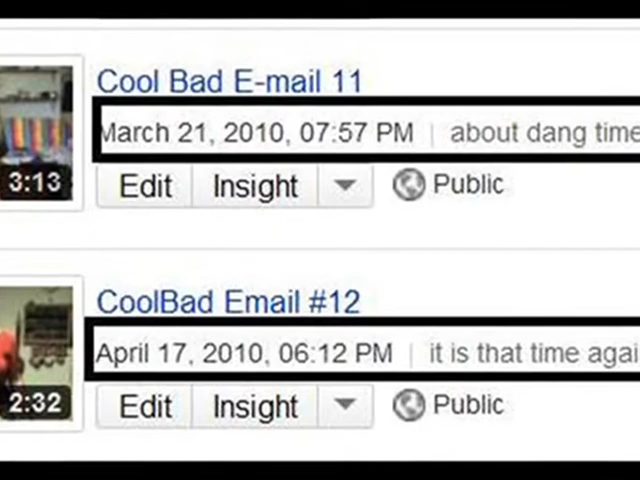 Cool Bad E-mail 11
March 21, 2010, 07:57 PM | about dang time
3:13
Edit Insight Public
CoolBad Email #12
April 17, 2010, 06:12 PM | it is that time agai
2:32
Edit Insight Public